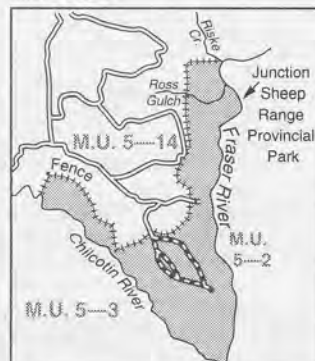 Riske
Cr.
Ross
Gulch
Junction
Sheep
Range
Provincial
Park
M.U. 5----14
Fence
Fraser River
Chilcotin River
M.U.
5----2
M.U. 5----3